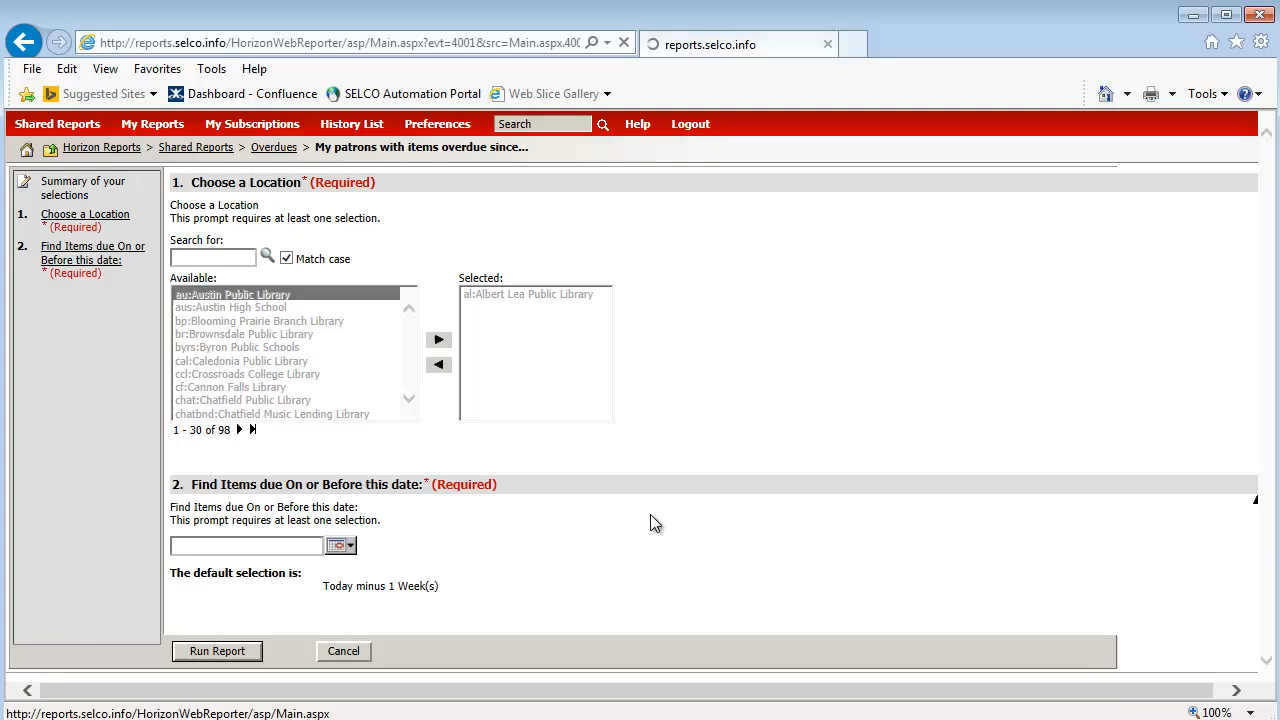 http://reports.selco.info/HorizonWebReporter/asp/Main.aspx?evt=4001&src=Main.aspx.400
reports.selco.info
File Edit View Favorites Tools Help
Suggested Sites Dashboard - Confluence SELCO Automation Portal Web Slice Gallery Tools
Shared Reports My Reports My Subscriptions History List Preferences Search Help Logout
Horizon Reports > Shared Reports > Overdues > My patrons with items overdue since...
Summary of your
selections
1. Choose a Location
* (Required)
2. Find Items due On or
Before this date:
* (Required)
1. Choose a Location* (Required)
Choose a Location
This prompt requires at least one selection.
Search for:
Match case
Available: Selected:
au:Austin Public Library
aus:Austin High School
bp:Blooming Prairie Branch Library
br:Brownsdale Public Library
byrs:Byron Public Schools
cal:Caledonia Public Library
ccl:Crossroads College Library
cf:Cannon Falls Library
chat:Chatfield Public Library
chatbnd:Chatfield Music Lending Library
al:Albert Lea Public Library
1 - 30 of 98
2. Find Items due On or Before this date:* (Required)
Find Items due On or Before this date:
This prompt requires at least one selection.
The default selection is:
Today minus 1 Week(s)
Run Report Cancel
http://reports.selco.info/HorizonWebReporter/asp/Main.aspx
100%